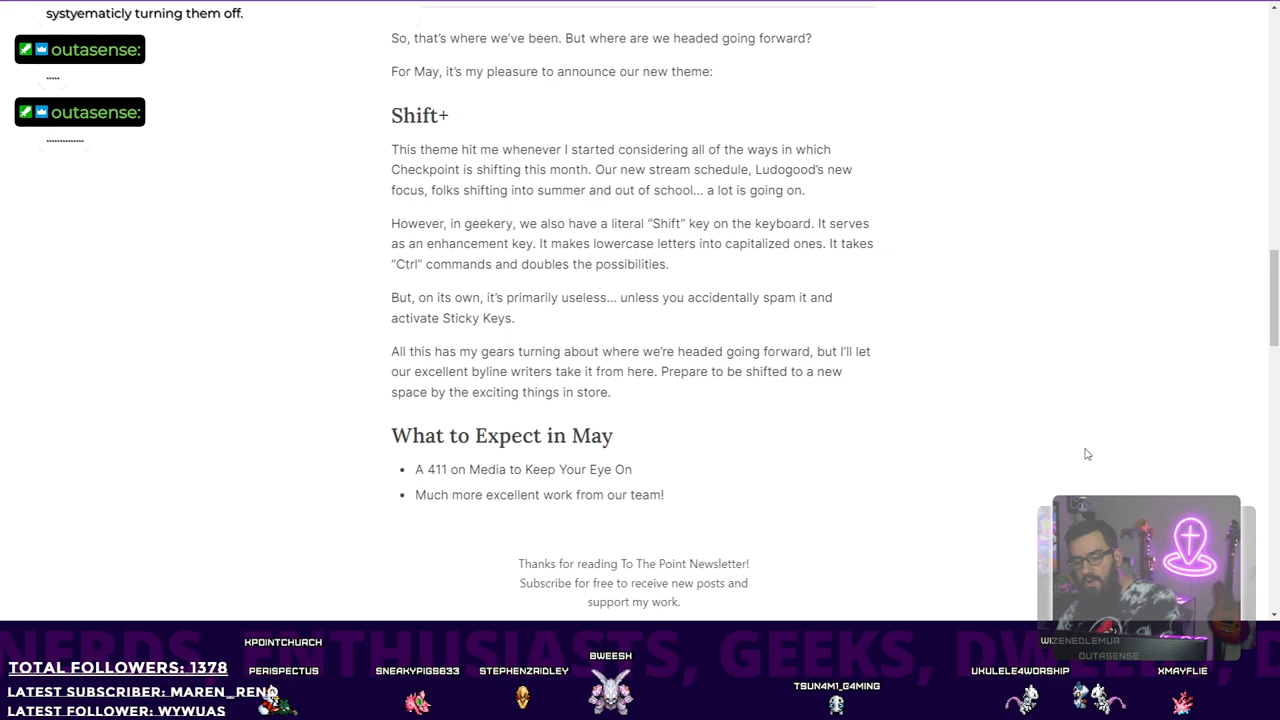 systyematicly turning them off.
outasense:
^^^^^
outasense:
^^^^^^^^^^^^^^
So, that's where we've been. But where are we headed going forward?
For May, it's my pleasure to announce our new theme:
Shift+
This theme hit me whenever I started considering all of the ways in which
Checkpoint is shifting this month. Our new stream schedule, Ludogood's new
focus, folks shifting into summer and out of school… a lot is going on.
However, in geekery, we also have a literal “Shift” key on the keyboard. It serves
as an enhancement key. It makes lowercase letters into capitalized ones. It takes
“Ctrl” commands and doubles the possibilities.
But, on its own, it's primarily useless… unless you accidentally spam it and
activate Sticky Keys.
All this has my gears turning about where we're headed going forward, but I'll let
our excellent byline writers take it from here. Prepare to be shifted to a new
space by the exciting things in store.
What to Expect in May
• A 411 on Media to Keep Your Eye On
• Much more excellent work from our team!
Thanks for reading To The Point Newsletter!
Subscribe for free to receive new posts and
support my work.
NERDS, ENTHUSIASTS, GEEKS,
XPOINTCHURCH
PERISPECTUS
SNEAKYPIGS633
STEPHENZRIDLEY
BWEESH
TSUN4M1_G4MING
WIZENEDLEMUR
OUTASENSE
UKULELE4WORSHIP
XMAYFLIE
TOTAL FOLLOWERS: 1378
LATEST SUBSCRIBER: MAREN_RENO
LATEST FOLLOWER: WYWUAS